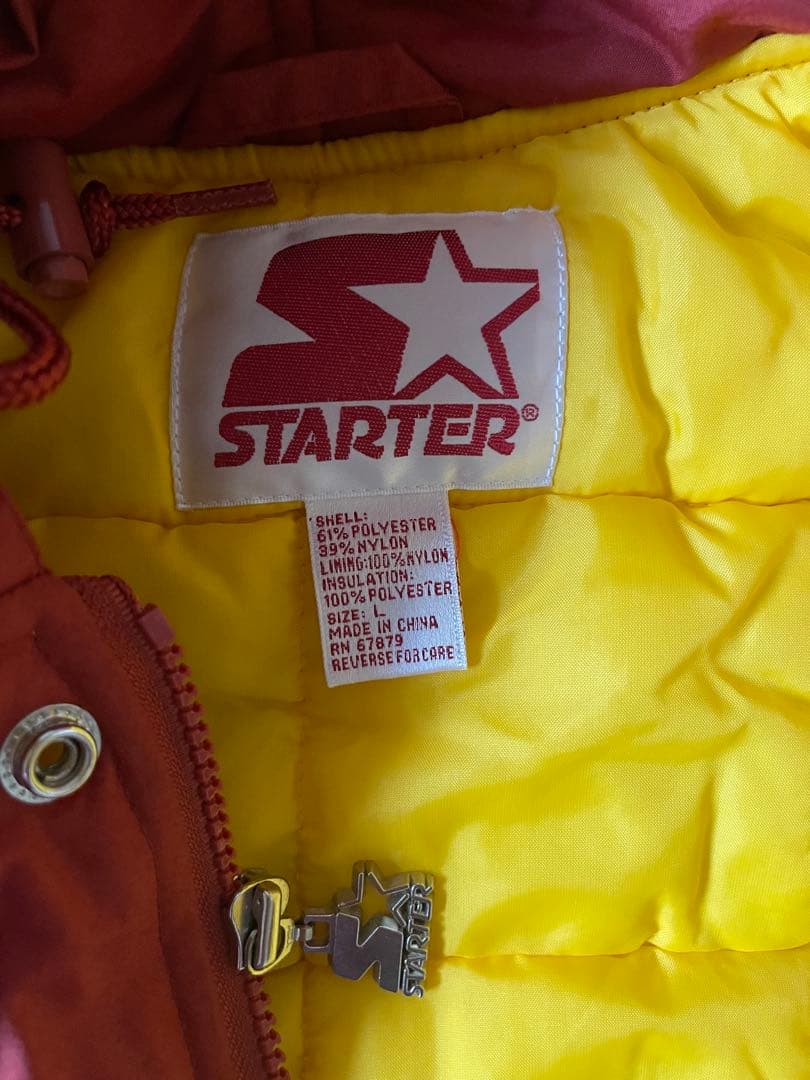 STARTER®
SHELL:
61% POLYESTER
39% NYLON
LINING:100% NYLON
INSULATION:
100% POLYESTER
SIZE: L
MADE IN CHINA
RN 67879
REVERSE FOR CARE
STARTER